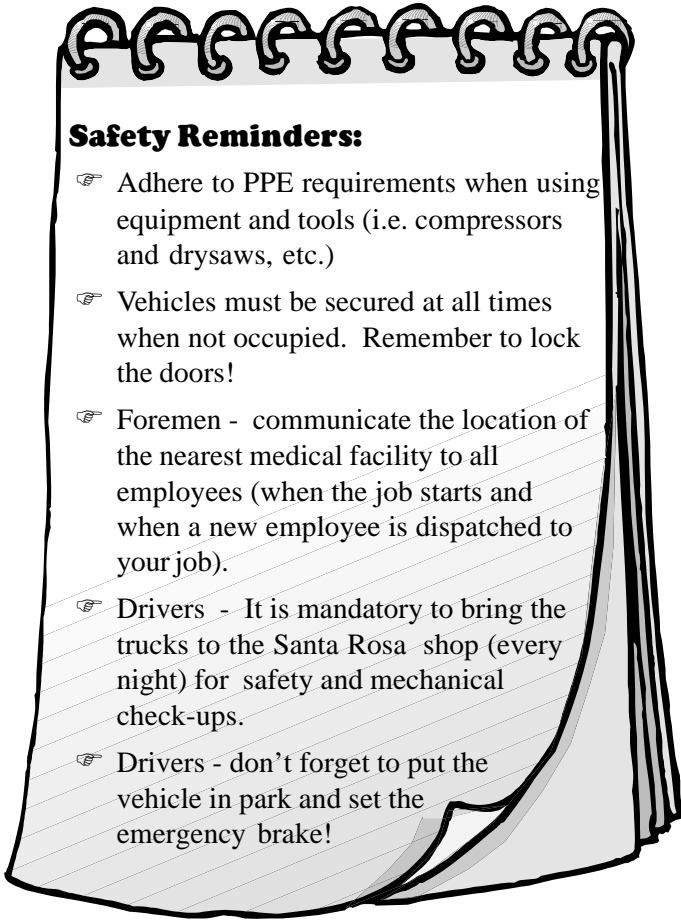 Safety Reminders:
☞ Adhere to PPE requirements when using
equipment and tools (i.e. compressors
and drysaws, etc.)
☞ Vehicles must be secured at all times
when not occupied.  Remember to lock
the doors!
☞ Foremen -  communicate the location of
the nearest medical facility to all
employees (when the job starts and
when a new employee is dispatched to
your job).
☞ Drivers  -  It is mandatory to bring the
trucks to the Santa Rosa  shop (every
night) for  safety and mechanical
check-ups.
☞ Drivers - don’t forget to put the
vehicle in park and set the
emergency brake!